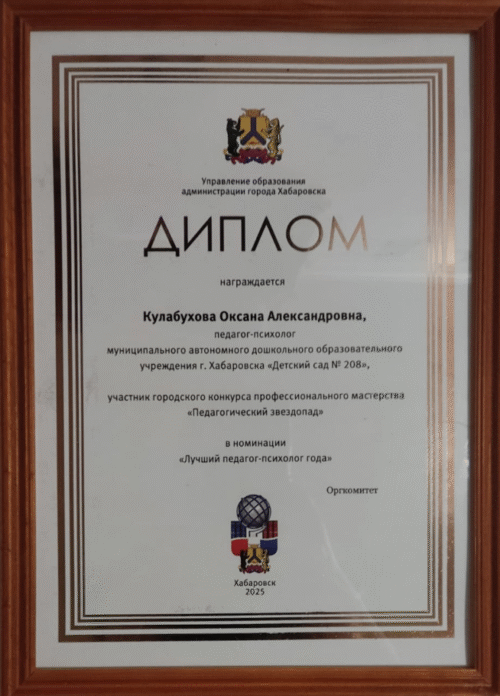 Управление образования
администрации города Хабаровска
ДИПЛОМ
награждается
Кулабухова Оксана Александровна,
педагог-психолог
муниципального автономного дошкольного образовательного
учреждения г. Хабаровска «Детский сад № 208»,
участник городского конкурса профессионального мастерства
«Педагогический звездопад»
в номинации
«Лучший педагог-психолог года»
Оргкомитет
Хабаровск
2025